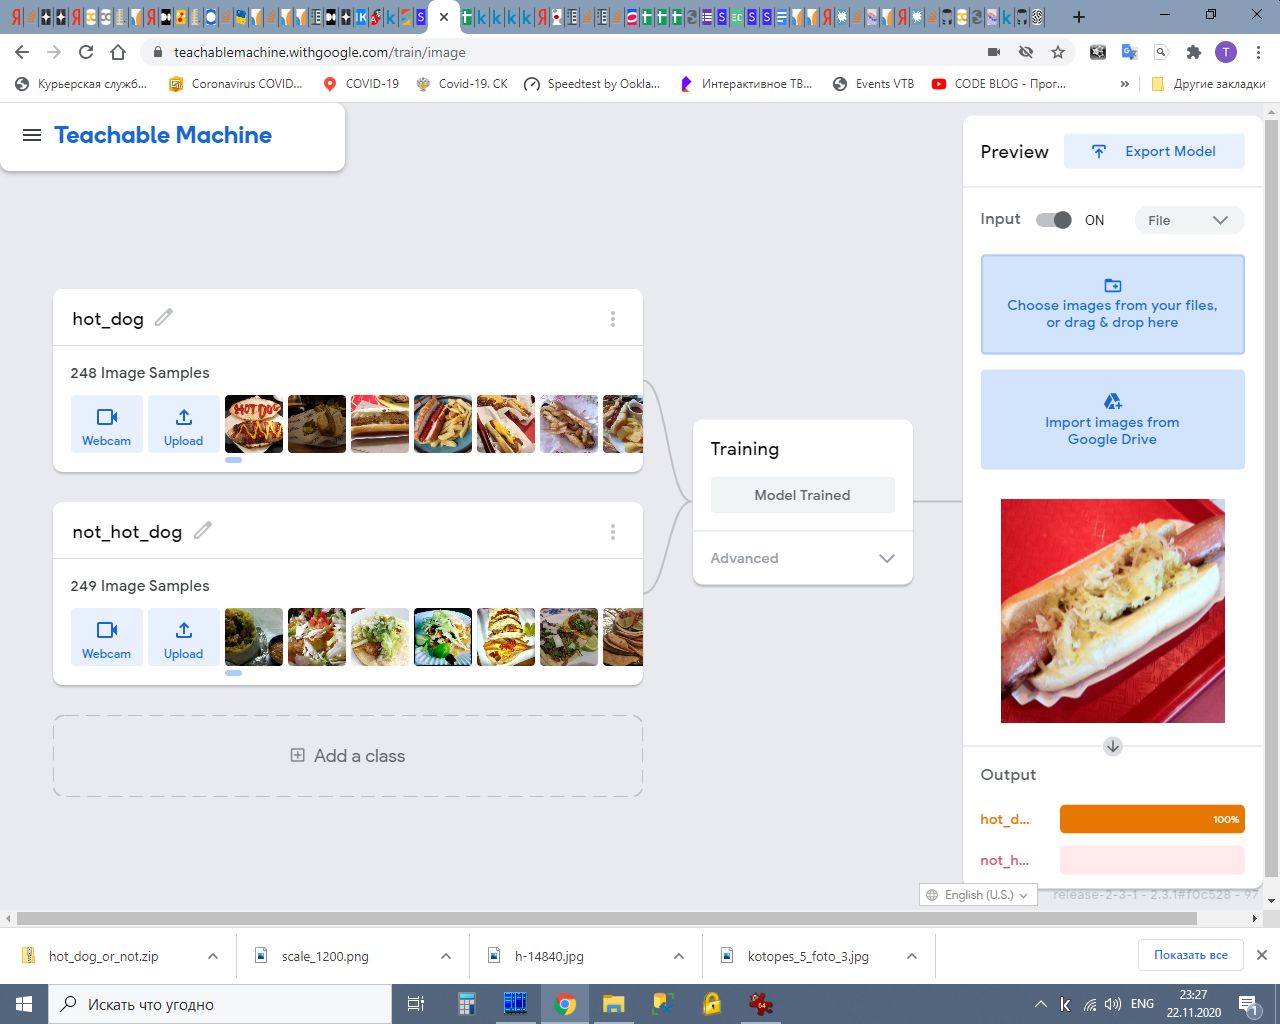 teachablemachine.withgoogle.com/train/image
T
Курьерская служб...
Coronavirus COVID...
COVID-19
Covid-19. СК
Speedtest by Ookla...
Интерактивное ТВ...
Events VTB
CODE BLOG - Прог...
»
Другие закладки
Teachable Machine
Preview
Export Model
Input
ON
File
Choose images from your files,
or drag & drop here
Import images from
Google Drive
hot_dog
248 Image Samples
Webcam
Upload
HOT DOG
not_hot_dog
249 Image Samples
Webcam
Upload
Add a class
Training
Model Trained
Advanced
Output
hot_d...
100%
not_h...
English (U.S.)
release-2-3-1 - 2.3.1#f0c528 - 97
hot_dog_or_not.zip
scale_1200.png
h-14840.jpg
kotopes_5_foto_3.jpg
Показать все
Искать что угодно
64
ENG
23:27
22.11.2020
1